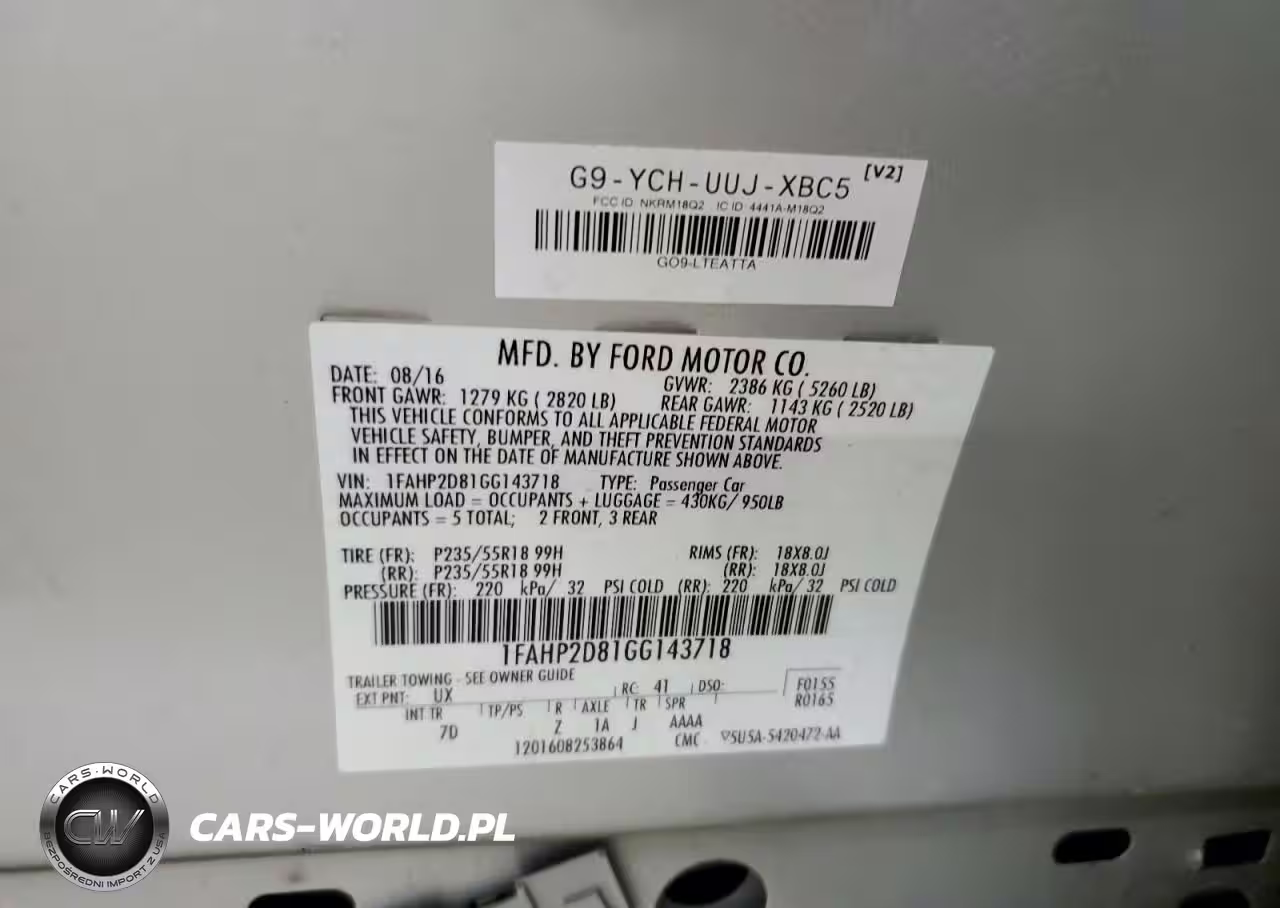 G9-YCH-UUJ-XBC5 [V2]
FCC ID: NKRM18Q2 IC ID: 4441A-M18Q2
GO9-LTEATTA
MFD. BY FORD MOTOR CO.
DATE: 08/16 GVWR: 2386 KG ( 5260 LB)
FRONT GAWR: 1279 KG ( 2820 LB) REAR GAWR: 1143 KG ( 2520 LB)
THIS VEHICLE CONFORMS TO ALL APPLICABLE FEDERAL MOTOR
VEHICLE SAFETY, BUMPER, AND THEFT PREVENTION STANDARDS
IN EFFECT ON THE DATE OF MANUFACTURE SHOWN ABOVE.
VIN: 1FAHP2D81GG143718 TYPE: Passenger Car
MAXIMUM LOAD = OCCUPANTS + LUGGAGE = 430KG/ 950LB
OCCUPANTS = 5 TOTAL; 2 FRONT, 3 REAR
TIRE (FR): P235/55R18 99H RIMS (FR): 18X8.0J
(RR): P235/55R18 99H (RR): 18X8.0J
PRESSURE (FR): 220 kPa/ 32 PSI COLD (RR): 220 kPa/ 32 PSI COLD
1FAHP2D81GG143718
TRAILER TOWING - SEE OWNER GUIDE
EXT PNT: UX RC: 41 DSO: F0155
INT TR TP/PS R AXLE TR SPR R0165
7D Z 1A J AAAA
1201608253864 CMC 5U5A-5420472-AA
CARS-WORLD
CW
BEZPOŚREDNI IMPORT Z USA
CARS-WORLD.PL